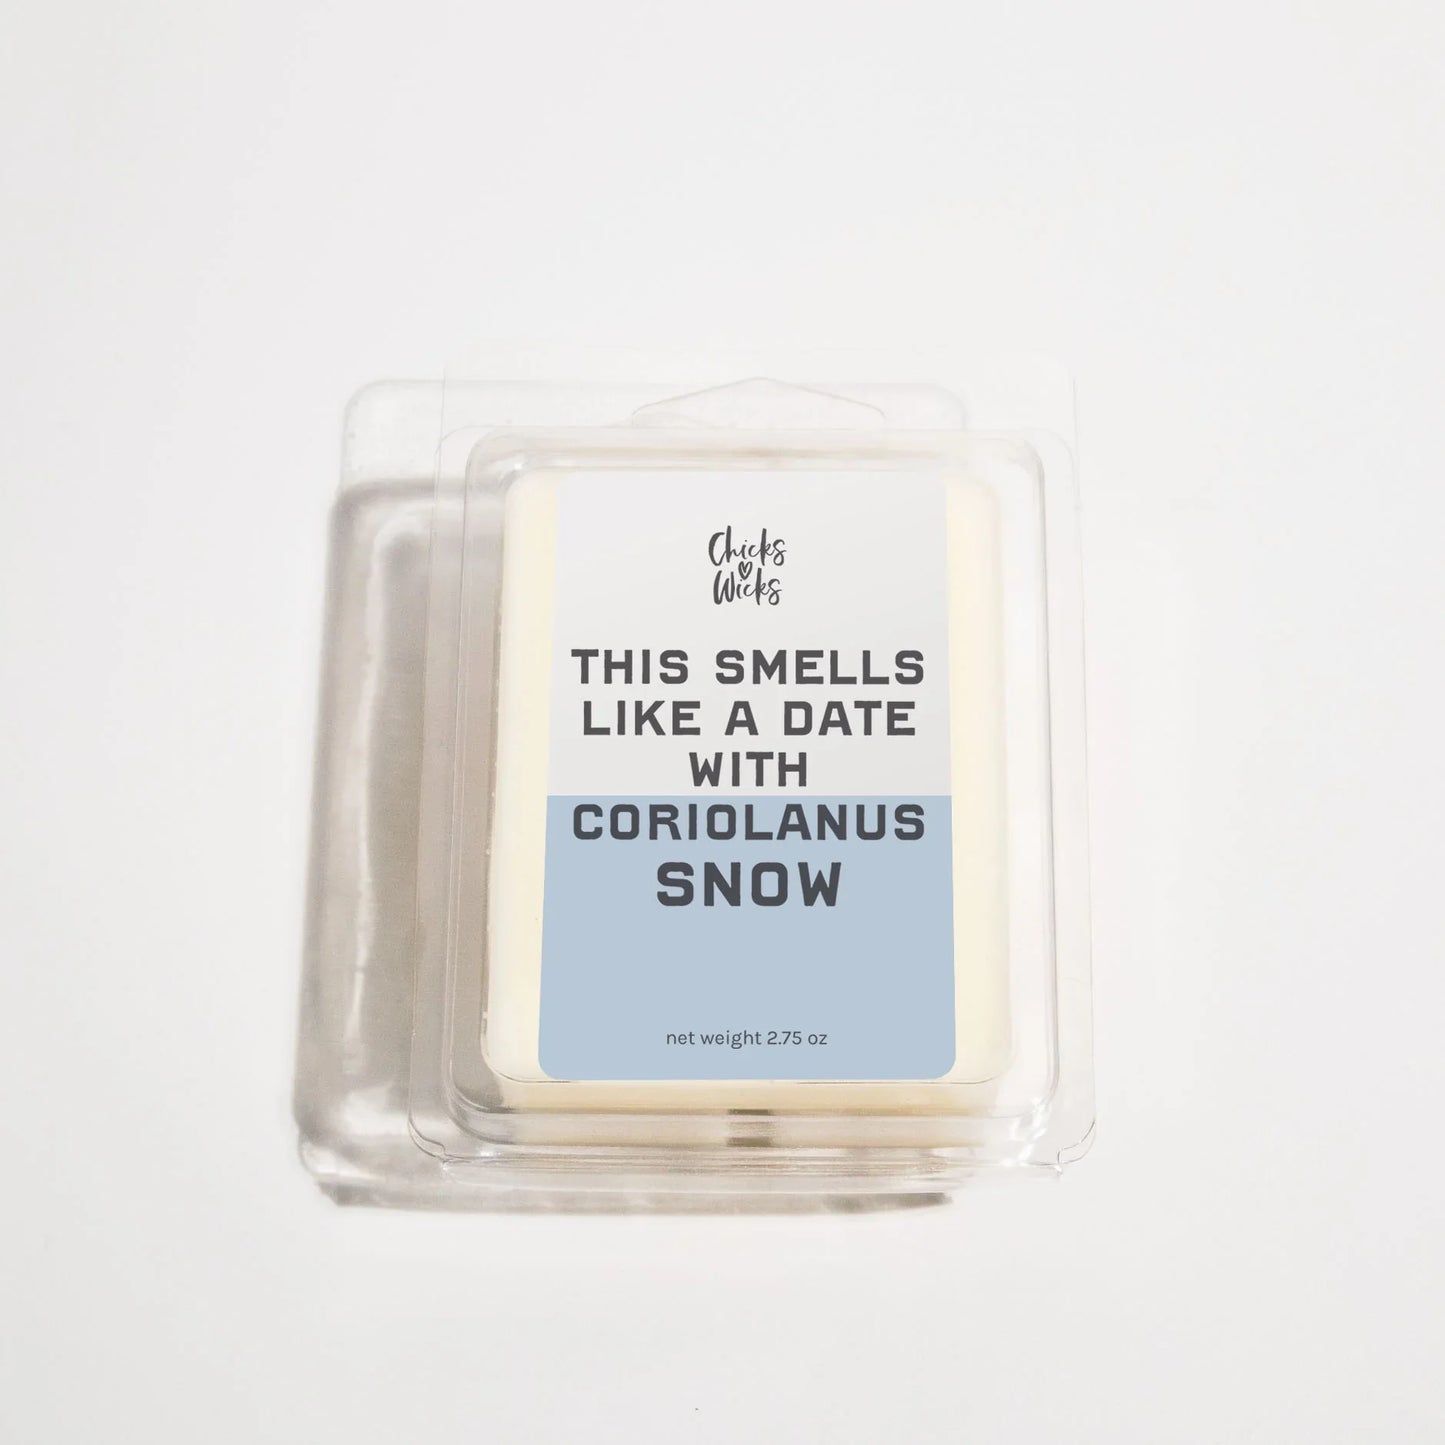 Chicks
Wicks
THIS SMELLS
LIKE A DATE
WITH
CORIOLANUS
SNOW
net weight 2.75 oz